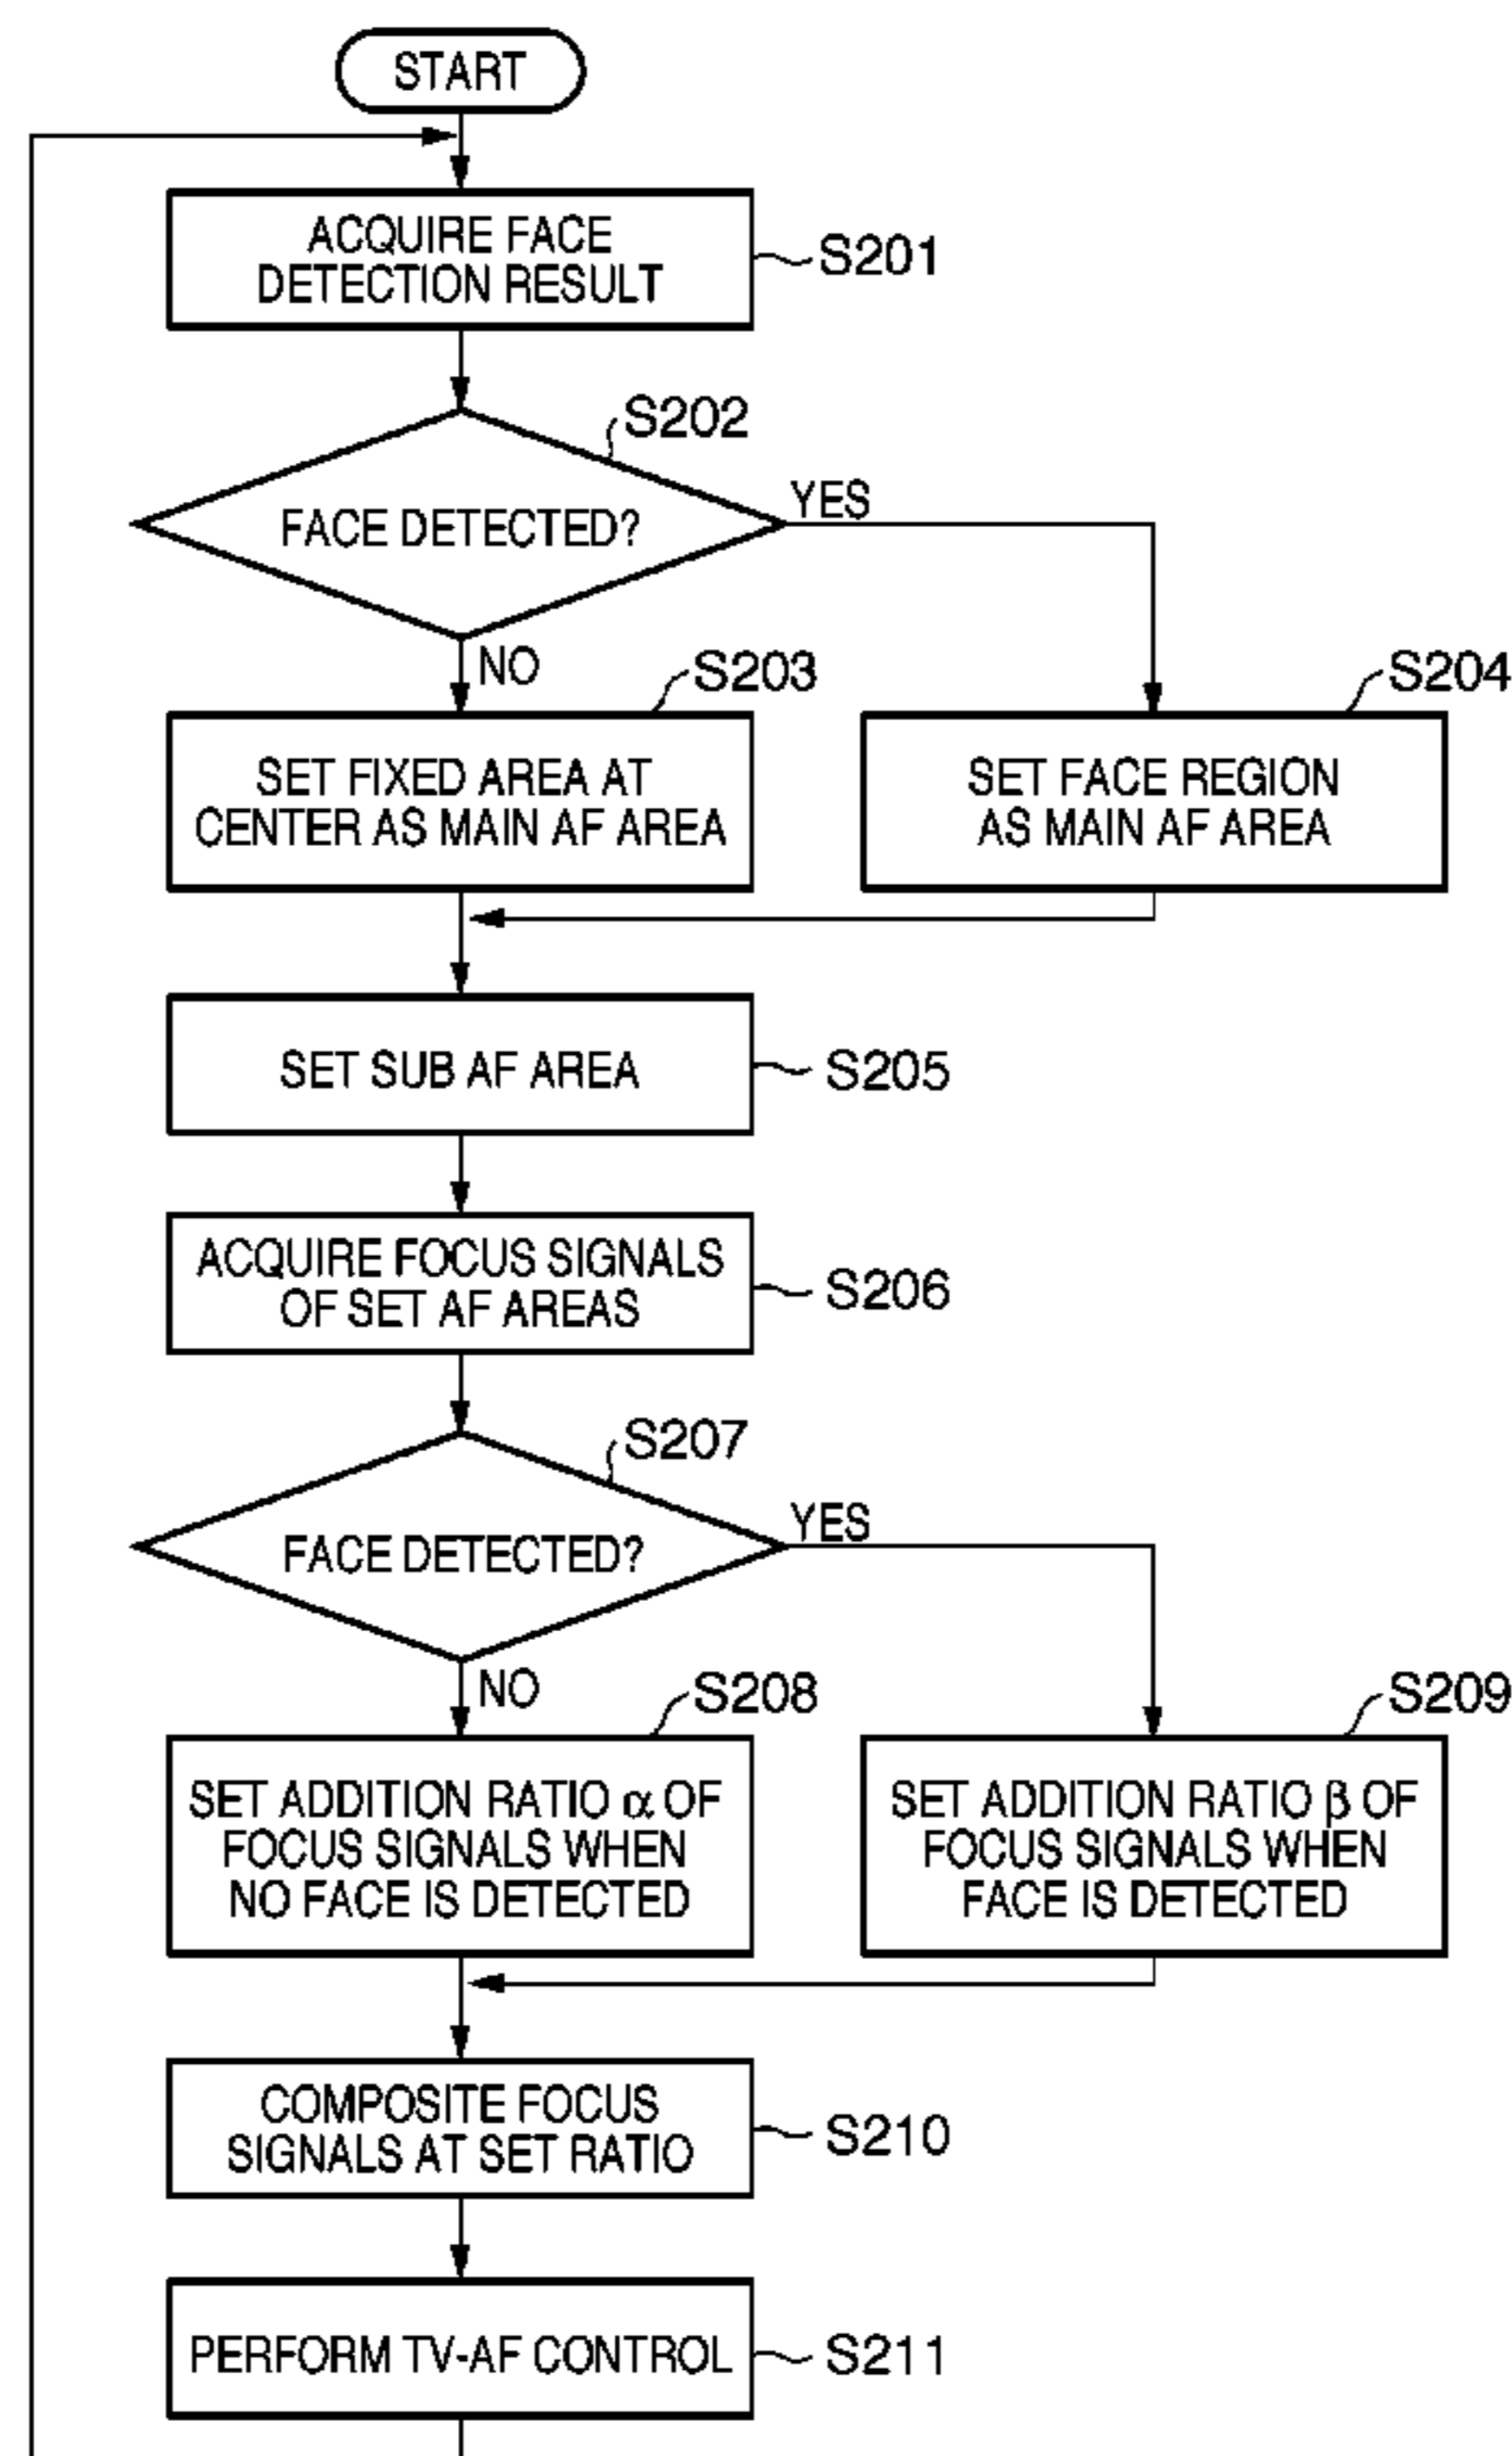 START
ACQUIRE FACE
DETECTION RESULT
S201
S202
FACE DETECTED?
YES
NO
S203
S204
SET FIXED AREA AT
CENTER AS MAIN AF AREA
SET FACE REGION
AS MAIN AF AREA
SET SUB AF AREA
S205
ACQUIRE FOCUS SIGNALS
OF SET AF AREAS
S206
S207
FACE DETECTED?
YES
NO
S208
S209
SET ADDITION RATIO α OF
FOCUS SIGNALS WHEN
NO FACE IS DETECTED
SET ADDITION RATIO β OF
FOCUS SIGNALS WHEN
FACE IS DETECTED
COMPOSITE FOCUS
SIGNALS AT SET RATIO
S210
PERFORM TV-AF CONTROL
S211